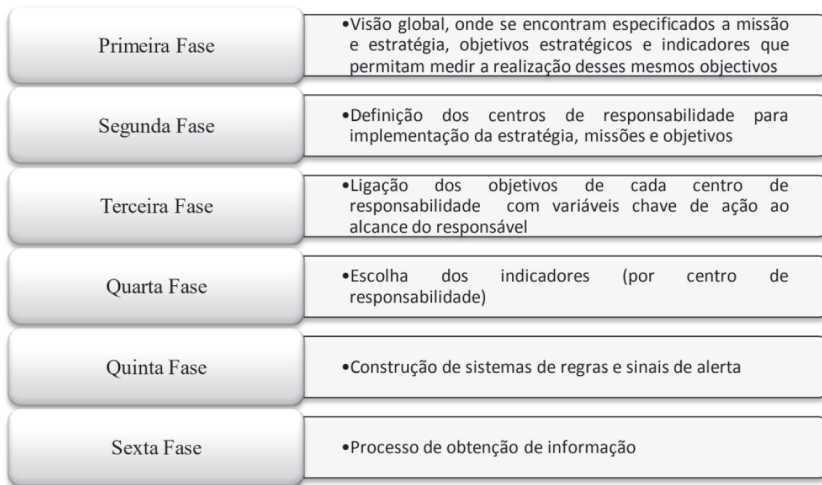 Primeira Fase
•Visão global, onde se encontram especificados a missão
e estratégia, objetivos estratégicos e indicadores que
permitam medir a realização desses mesmos objectivos
Segunda Fase
•Definição dos centros de responsabilidade para
implementação da estratégia, missões e objetivos
Terceira Fase
•Ligação dos objetivos de cada centro de
responsabilidade com variáveis chave de ação ao
alcance do responsável
Quarta Fase
•Escolha dos indicadores (por centro de
responsabilidade)
Quinta Fase
•Construção de sistemas de regras e sinais de alerta
Sexta Fase
•Processo de obtenção de informação